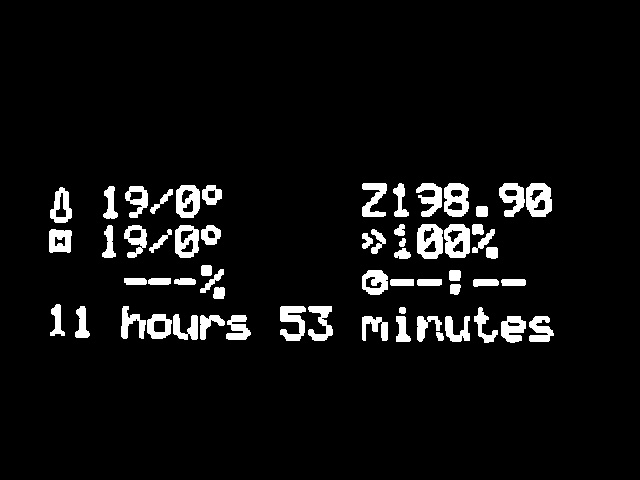 19/0° Z198.90
19/0° »100%
---% --:--
11 hours 53 minutes